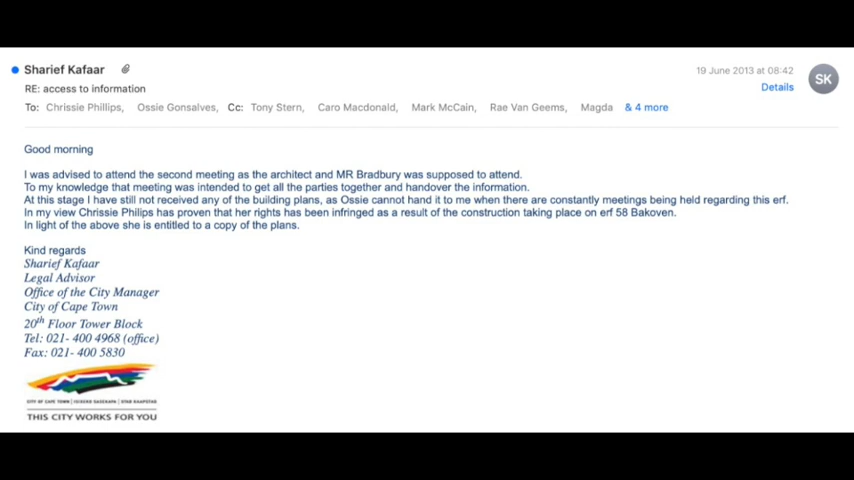 Sharief Kafaar
19 June 2013 at 08:42
SK
RE: access to information
Details
To: Chrissie Phillips, Ossie Gonsalves, Cc: Tony Stern, Caro Macdonald, Mark McCain, Rae Van Geems, Magda & 4 more
Good morning
I was advised to attend the second meeting as the architect and MR Bradbury was supposed to attend.
To my knowledge that meeting was intended to get all the parties together and handover the information.
At this stage I have still not received any of the building plans, as Ossie cannot hand it to me when there are constantly meetings being held regarding this erf.
In my view Chrissie Philips has proven that her rights has been infringed as a result of the construction taking place on erf 58 Bakoven.
In light of the above she is entitled to a copy of the plans.
Kind regards
Sharief Kafaar
Legal Advisor
Office of the City Manager
City of Cape Town
20th Floor Tower Block
Tel: 021- 400 4968 (office)
Fax: 021- 400 5830
CITY OF CAPE TOWN | ISIXEKO SASEKAPA | STAD KAAPSTAD
THIS CITY WORKS FOR YOU